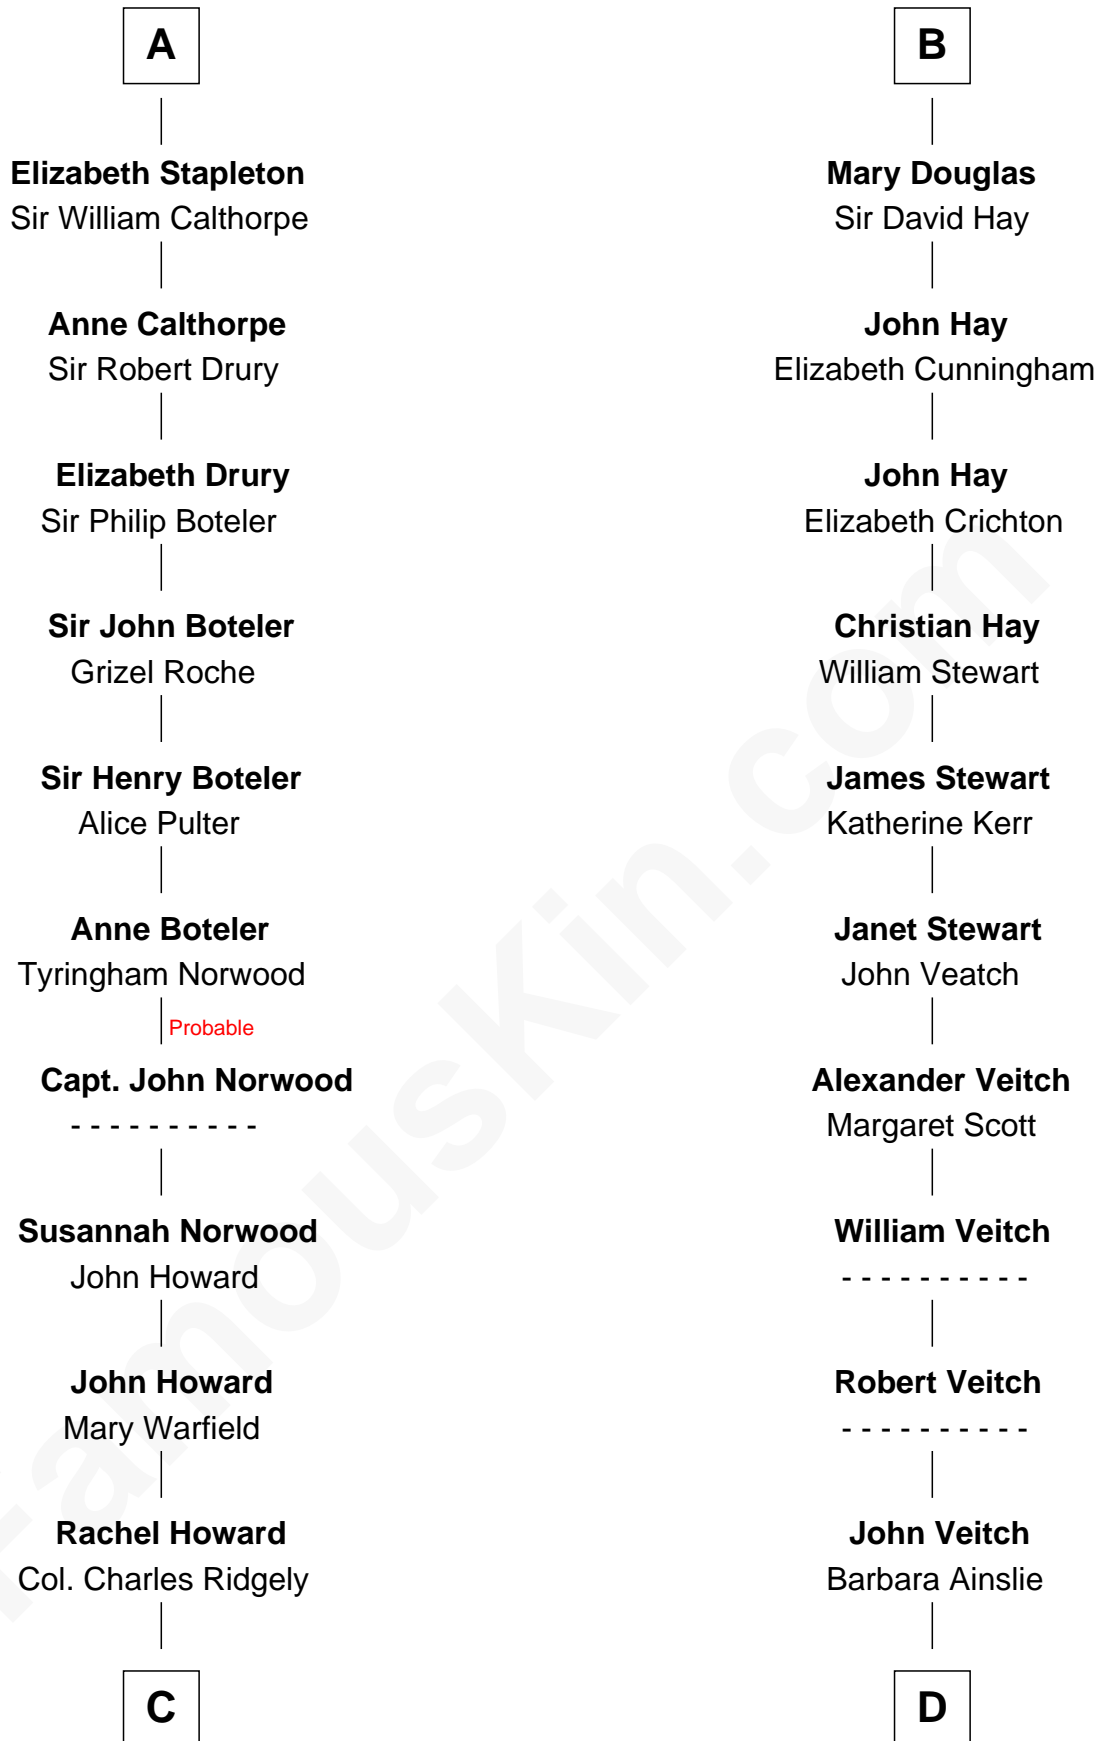 A
Elizabeth Stapleton
Sir William Calthorpe
Anne Calthorpe
Sir Robert Drury
Elizabeth Drury
Sir Philip Boteler
Sir John Boteler
Grizel Roche
Sir Henry Boteler
Alice Pulter
Anne Boteler
Tyringham Norwood
Probable
Capt. John Norwood
- - - - - - - - - -
Susannah Norwood
John Howard
John Howard
Mary Warfield
Rachel Howard
Col. Charles Ridgely
C
B
Mary Douglas
Sir David Hay
John Hay
Elizabeth Cunningham
John Hay
Elizabeth Crichton
Christian Hay
William Stewart
James Stewart
Katherine Kerr
Janet Stewart
John Veatch
Alexander Veitch
Margaret Scott
William Veitch
- - - - - - - - - -
Robert Veitch
- - - - - - - - - -
John Veitch
Barbara Ainslie
D
FamousKin.com